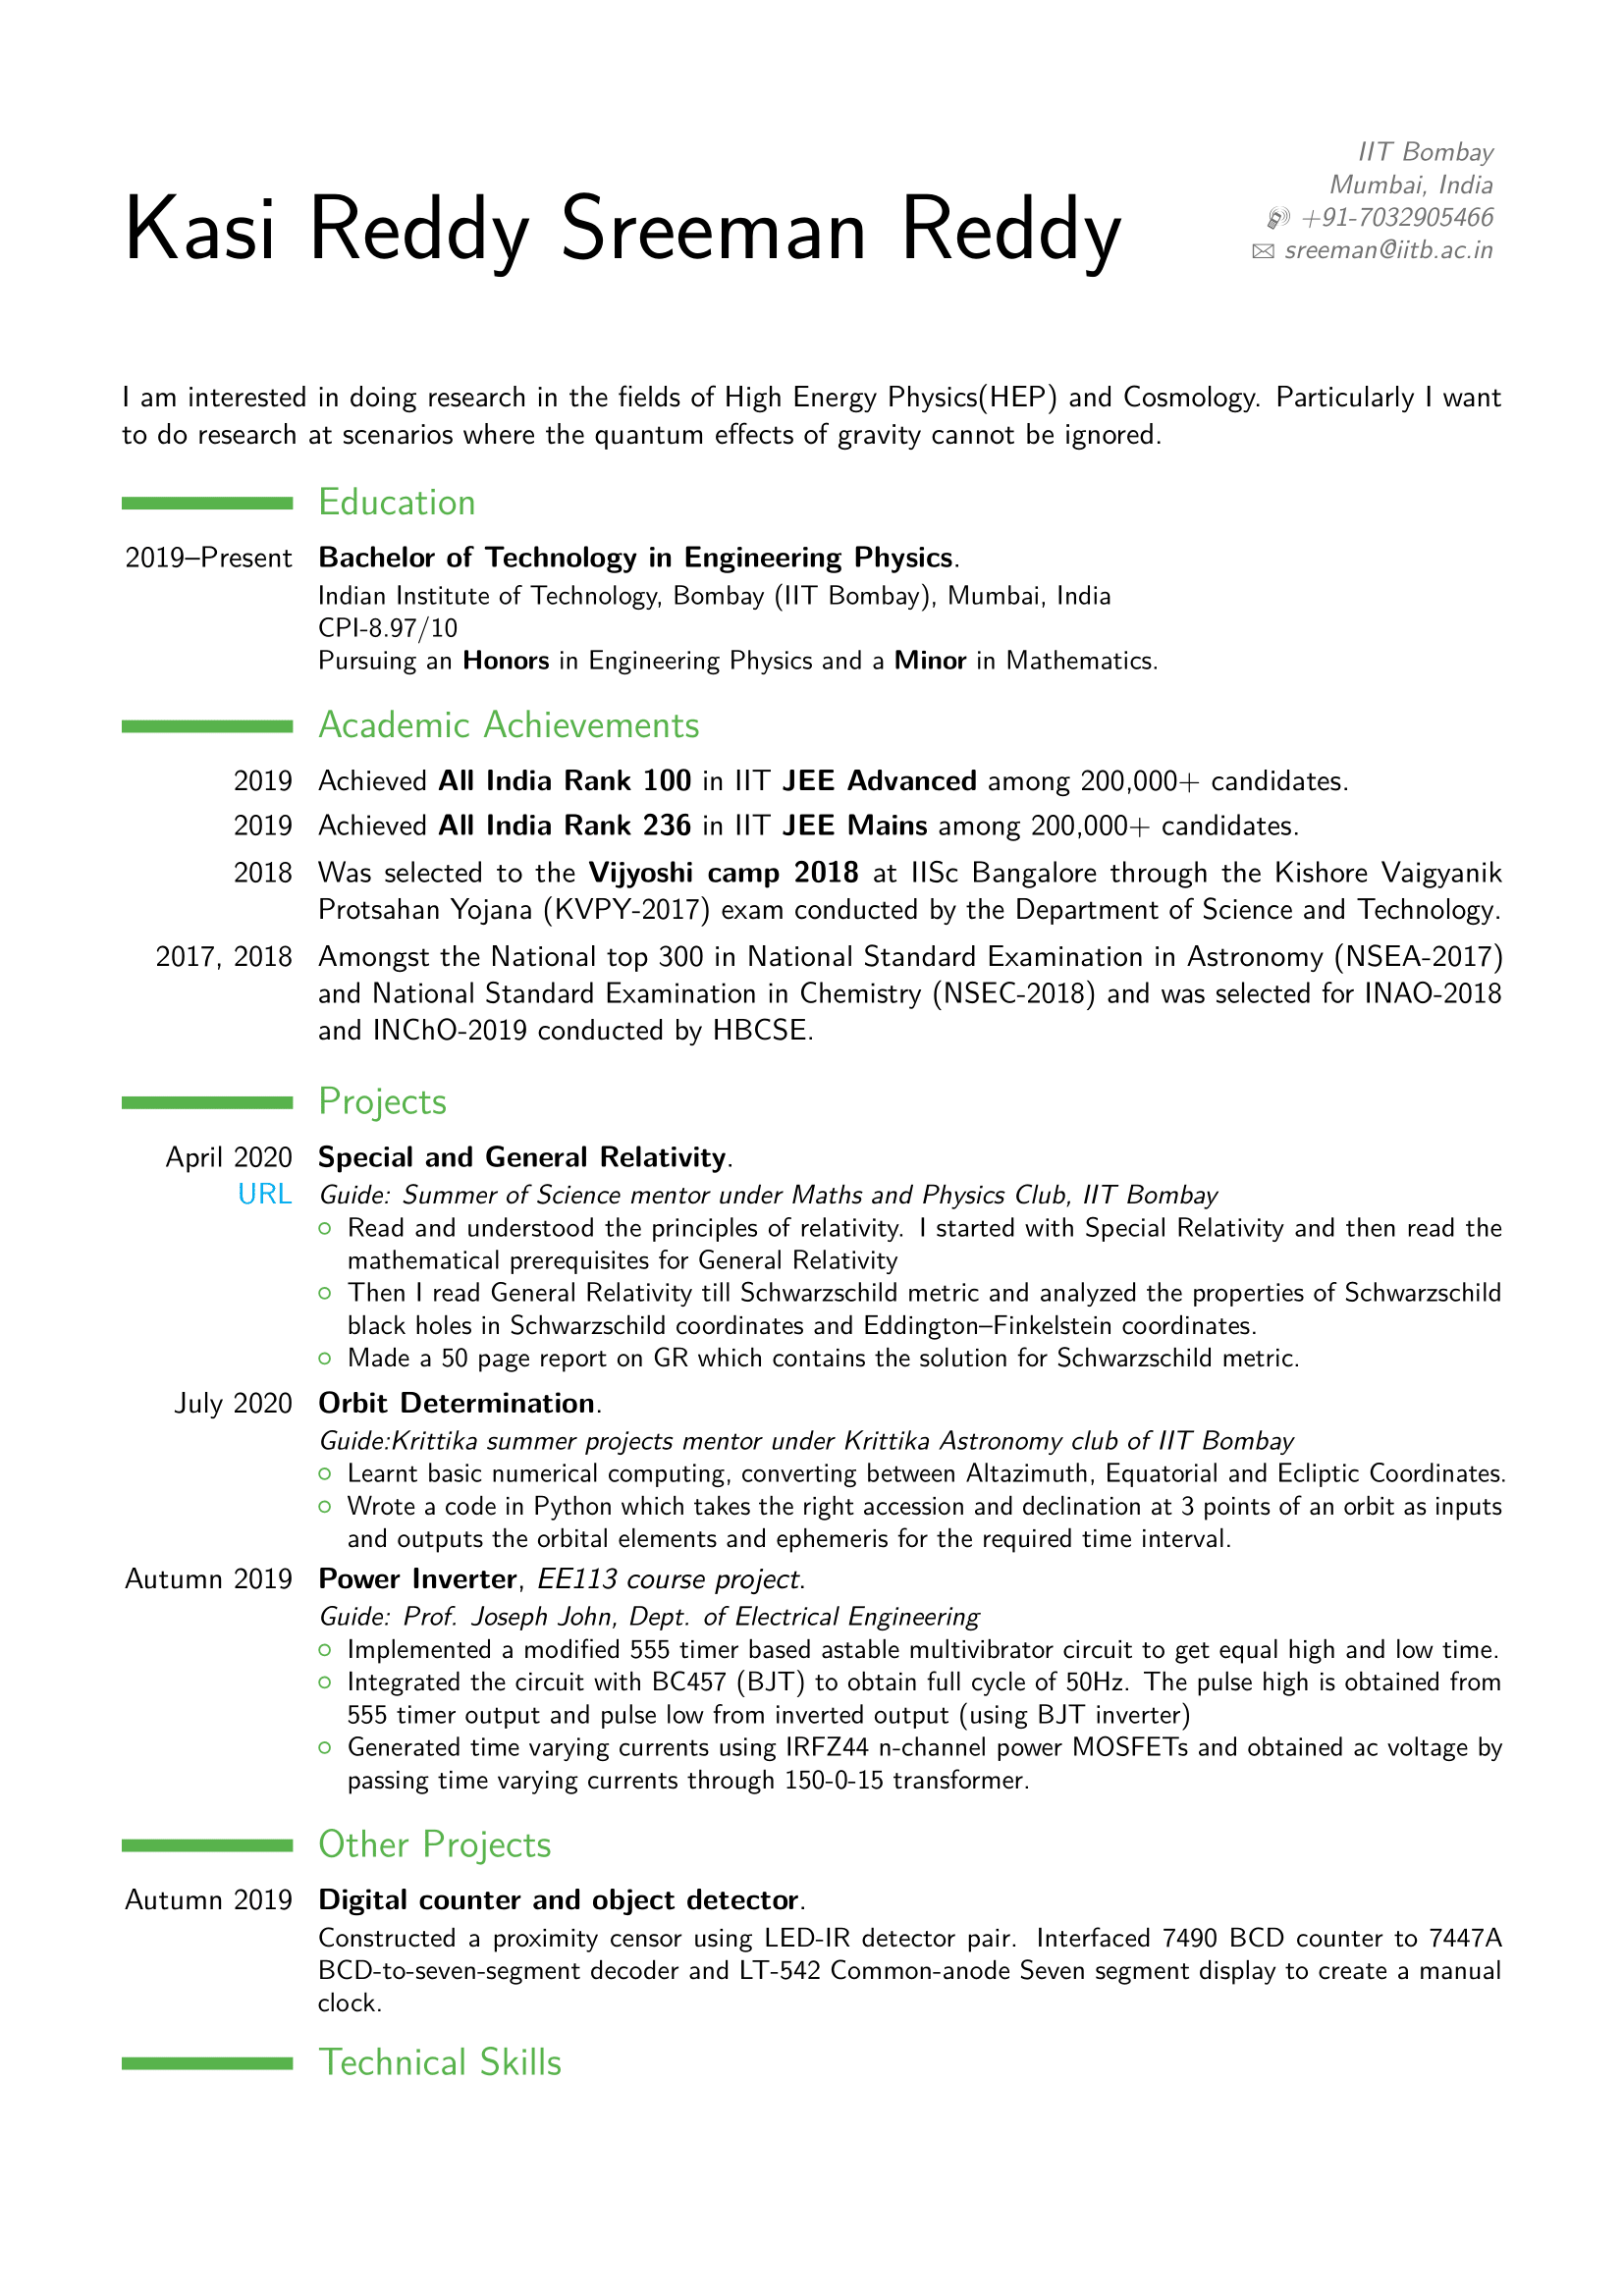 IIT Bombay
Mumbai, India
+91-7032905466
sreeman@iitb.ac.in
Kasi Reddy Sreeman Reddy
I am interested in doing research in the fields of High Energy Physics(HEP) and Cosmology. Particularly I want
to do research at scenarios where the quantum effects of gravity cannot be ignored.
Education
2019–Present Bachelor of Technology in Engineering Physics.
Indian Institute of Technology, Bombay (IIT Bombay), Mumbai, India
CPI-8.97/10
Pursuing an Honors in Engineering Physics and a Minor in Mathematics.
Academic Achievements
2019 Achieved All India Rank 100 in IIT JEE Advanced among 200,000+ candidates.
2019 Achieved All India Rank 236 in IIT JEE Mains among 200,000+ candidates.
2018 Was selected to the Vijyoshi camp 2018 at IISc Bangalore through the Kishore Vaigyanik
Protsahan Yojana (KVPY-2017) exam conducted by the Department of Science and Technology.
2017, 2018 Amongst the National top 300 in National Standard Examination in Astronomy (NSEA-2017)
and National Standard Examination in Chemistry (NSEC-2018) and was selected for INAO-2018
and INChO-2019 conducted by HBCSE.
Projects
April 2020 Special and General Relativity.
URL Guide: Summer of Science mentor under Maths and Physics Club, IIT Bombay
○ Read and understood the principles of relativity. I started with Special Relativity and then read the
mathematical prerequisites for General Relativity
○ Then I read General Relativity till Schwarzschild metric and analyzed the properties of Schwarzschild
black holes in Schwarzschild coordinates and Eddington–Finkelstein coordinates.
○ Made a 50 page report on GR which contains the solution for Schwarzschild metric.
July 2020 Orbit Determination.
Guide:Krittika summer projects mentor under Krittika Astronomy club of IIT Bombay
○ Learnt basic numerical computing, converting between Altazimuth, Equatorial and Ecliptic Coordinates.
○ Wrote a code in Python which takes the right accession and declination at 3 points of an orbit as inputs
and outputs the orbital elements and ephemeris for the required time interval.
Autumn 2019 Power Inverter, EE113 course project.
Guide: Prof. Joseph John, Dept. of Electrical Engineering
○ Implemented a modified 555 timer based astable multivibrator circuit to get equal high and low time.
○ Integrated the circuit with BC457 (BJT) to obtain full cycle of 50Hz. The pulse high is obtained from
555 timer output and pulse low from inverted output (using BJT inverter)
○ Generated time varying currents using IRFZ44 n-channel power MOSFETs and obtained ac voltage by
passing time varying currents through 150-0-15 transformer.
Other Projects
Autumn 2019 Digital counter and object detector.
Constructed a proximity censor using LED-IR detector pair. Interfaced 7490 BCD counter to 7447A
BCD-to-seven-segment decoder and LT-542 Common-anode Seven segment display to create a manual
clock.
Technical Skills